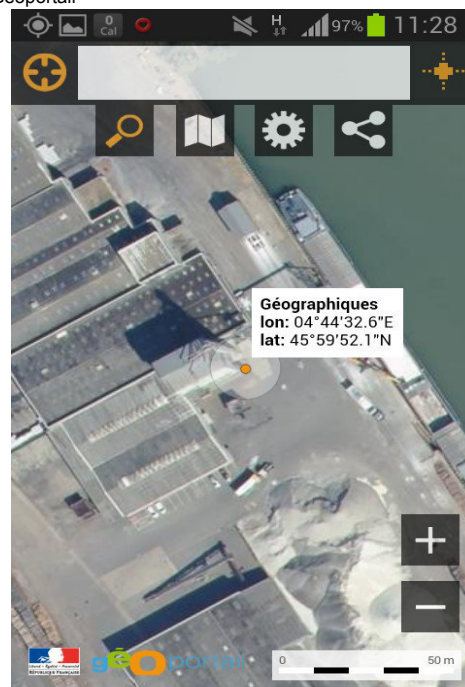 éoportail
0
Cal
H
97%
11:28
Géographiques
lon: 04°44'32.6"E
lat: 45°59'52.1"N
+
−
géoportail
0
50 m